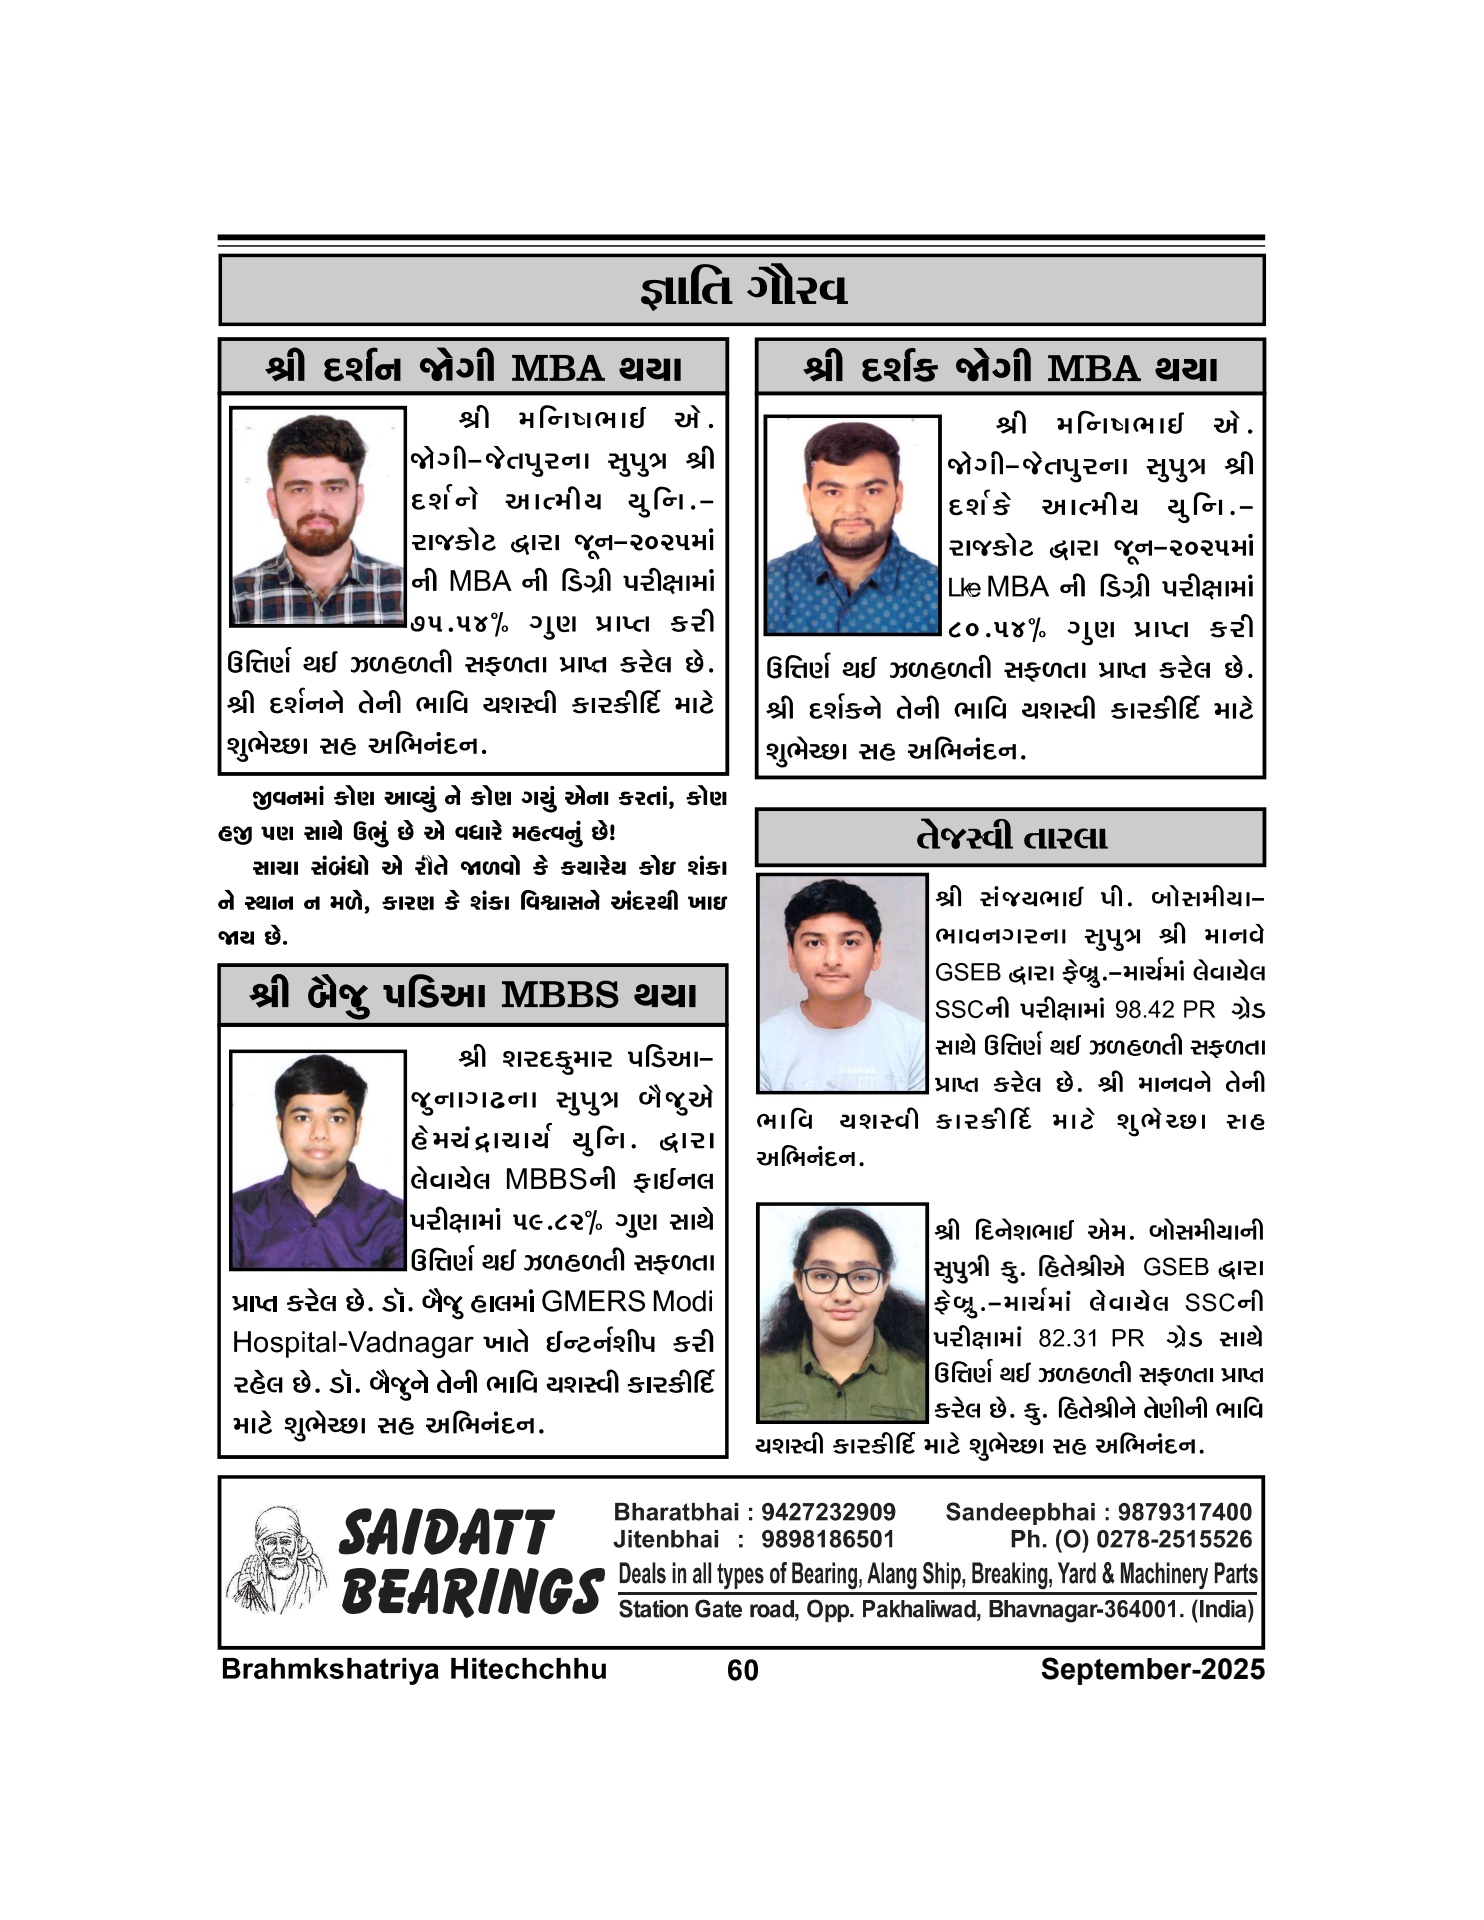 જ્ઞાતિ ગૌરવ
શ્રી દર્શન જોગી MBA થયા
શ્રી મનિષભાઈ એ.
જોગી–જેતપુરના સુપુત્ર શ્રી
દર્શને આત્મીય યુનિ.–
રાજકોટ દ્વારા જૂન–૨૦૨૫માં
ની MBA ની ડિગ્રી પરીક્ષામાં
૭૫.૫૪% ગુણ પ્રાપ્ત કરી
ઉત્તિર્ણ થઈ ઝળહળતી સફળતા પ્રાપ્ત કરેલ છે.
શ્રી દર્શનને તેની ભાવિ યશસ્વી કારકીર્દિ માટે
શુભેચ્છા સહ અભિનંદન.
જીવનમાં કોણ આવ્યું ને કોણ ગયું એના કરતાં, કોણ
હજી પણ સાથે ઉભું છે એ વધારે મહત્વનું છે!
સાચા સંબંધો એ રીતે જાળવો કે કયારેય કોઇ શંકા
ને સ્થાન ન મળે, કારણ કે શંકા વિશ્વાસને અંદરથી ખાઇ
જાય છે.
શ્રી બૈજુ પડિઆ MBBS થયા
શ્રી શરદકુમાર પડિઆ–
જુનાગઢના સુપુત્ર બૈજુએ
હેમચંદ્રાચાર્ય યુનિ. દ્વારા
લેવાયેલ MBBSની ફાઈનલ
પરીક્ષામાં ૫૯.૮૨% ગુણ સાથે
ઉત્તિર્ણ થઈ ઝળહળતી સફળતા
પ્રાપ્ત કરેલ છે. ડૉ. બૈજુ હાલમાં GMERS Modi
Hospital-Vadnagar ખાતે ઈન્ટર્નશીપ કરી
રહેલ છે. ડૉ. બૈજુને તેની ભાવિ યશસ્વી કારકીર્દિ
માટે શુભેચ્છા સહ અભિનંદન.
શ્રી દર્શક જોગી MBA થયા
શ્રી મનિષભાઈ એ.
જોગી–જેતપુરના સુપુત્ર શ્રી
દર્શકે આત્મીય યુનિ.–
રાજકોટ દ્વારા જૂન–૨૦૨૫માં
MBA ની ડિગ્રી પરીક્ષામાં
૮૦.૫૪% ગુણ પ્રાપ્ત કરી
ઉત્તિર્ણ થઈ ઝળહળતી સફળતા પ્રાપ્ત કરેલ છે.
શ્રી દર્શકને તેની ભાવિ યશસ્વી કારકીર્દિ માટે
શુભેચ્છા સહ અભિનંદન.
તેજસ્વી તારલા
શ્રી સંજયભાઈ પી. બોસમીયા–
ભાવનગરના સુપુત્ર શ્રી માનવે
GSEB દ્વારા ફેબ્રુ.–માર્ચમાં લેવાયેલ
SSCની પરીક્ષામાં 98.42 PR ગ્રેડ
સાથે ઉત્તિર્ણ થઈ ઝળહળતી સફળતા
પ્રાપ્ત કરેલ છે. શ્રી માનવને તેની
ભાવિ યશસ્વી કારકીર્દિ માટે શુભેચ્છા સહ
અભિનંદન.
શ્રી દિનેશભાઈ એમ. બોસમીયાની
સુપુત્રી કુ. હિતેશ્રીએ GSEB દ્વારા
ફેબ્રુ.–માર્ચમાં લેવાયેલ SSCની
પરીક્ષામાં 82.31 PR ગ્રેડ સાથે
ઉત્તિર્ણ થઈ ઝળહળતી સફળતા પ્રાપ્ત
કરેલ છે. કુ. હિતેશ્રીને તેણીની ભાવિ
યશસ્વી કારકીર્દિ માટે શુભેચ્છા સહ અભિનંદન.
SAIDATT
BEARINGS
Bharatbhai : 9427232909 Sandeepbhai : 9879317400
Jitenbhai : 9898186501 Ph. (O) 0278-2515526
Deals in all types of Bearing, Alang Ship, Breaking, Yard & Machinery Parts
Station Gate road, Opp. Pakhaliwad, Bhavnagar-364001. (India)
Brahmkshatriya Hitechchhu 60 September-2025